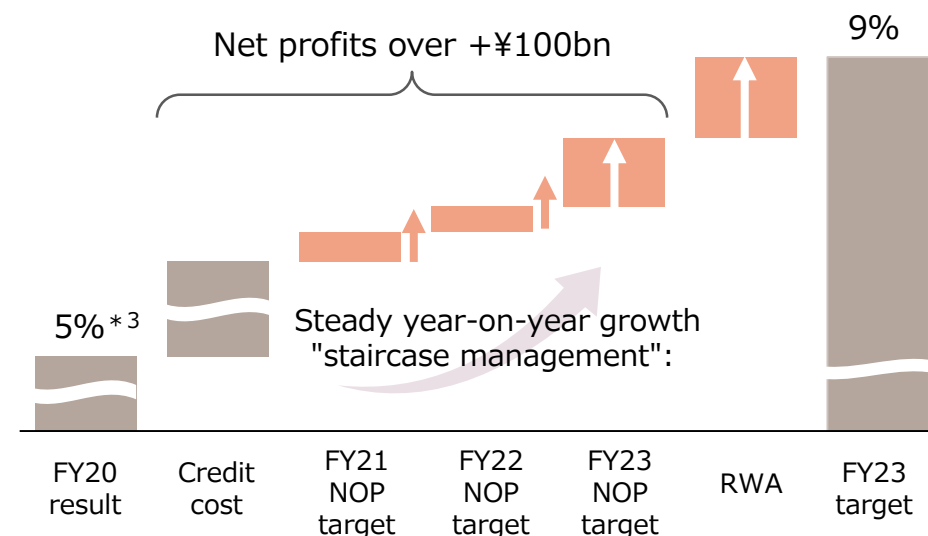 Net profits over +¥100bn
9%
5%*3
Steady year-on-year growth
"staircase management":
FY20
result
Credit
cost
FY21
NOP
target
FY22
NOP
target
FY23
NOP
target
RWA
FY23
target